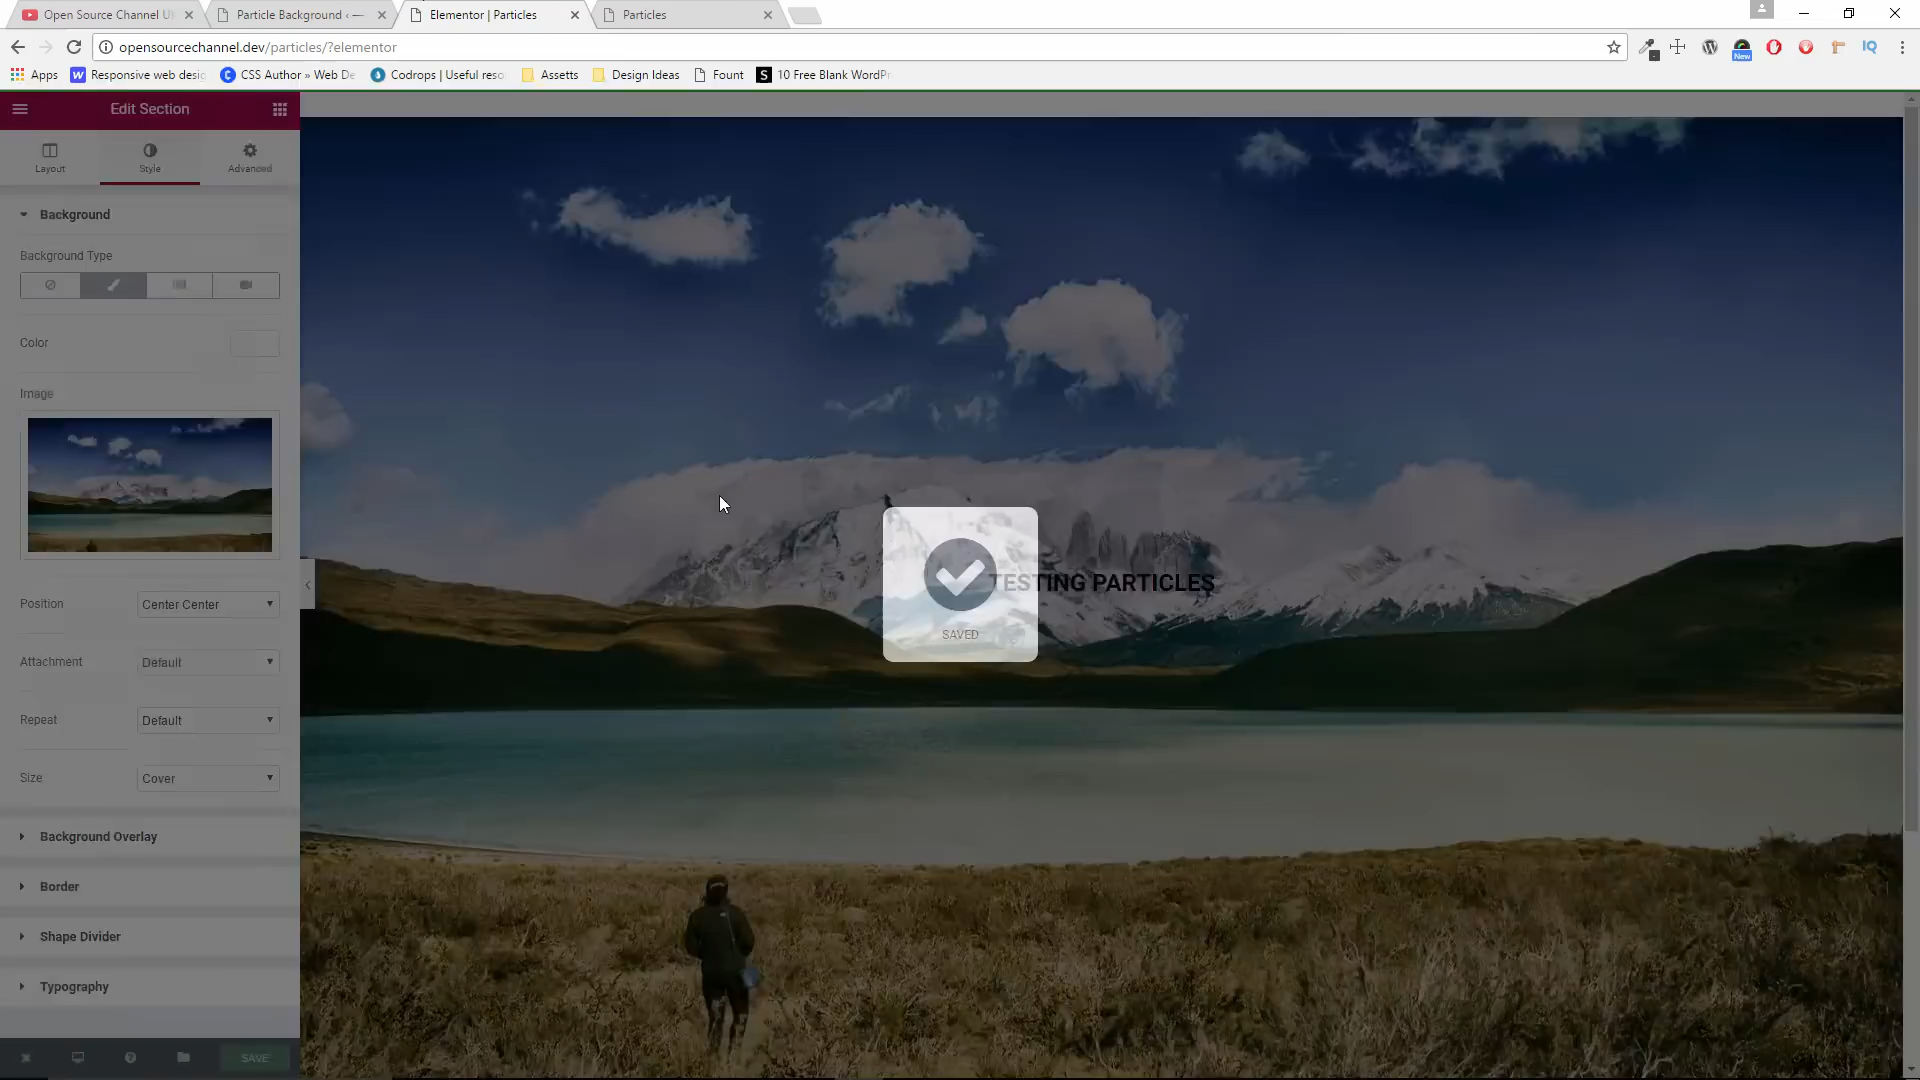 Open Source Channel U
Particle Background ‹ —
Elementor | Particles
Particles
opensourcechannel.dev/particles/?elementor
Apps
Responsive web desig
CSS Author » Web De
Codrops | Useful reso
Assetts
Design Ideas
Fount
10 Free Blank WordPr
New
IQ
Edit Section
Layout
Style
Advanced
Background
Background Type
Color
Image
Position
Center Center
Attachment
Default
Repeat
Default
Size
Cover
Background Overlay
Border
Shape Divider
Typography
SAVE
TESTING PARTICLES
SAVED